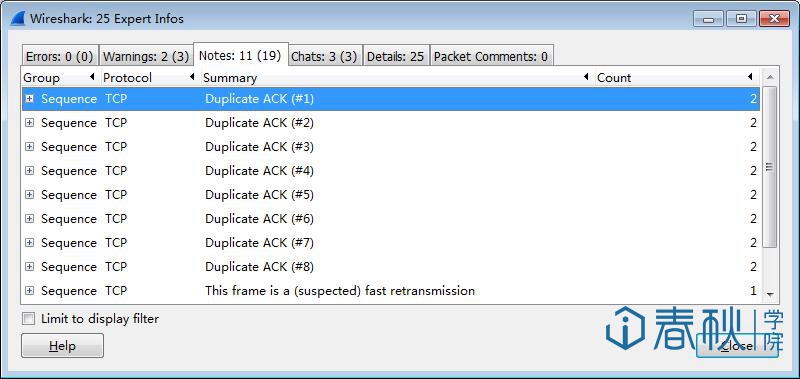 Wireshark: 25 Expert Infos
Errors: 0 (0) Warnings: 2 (3) Notes: 11 (19) Chats: 3 (3) Details: 25 Packet Comments: 0
Group Protocol Summary Count
Sequence TCP Duplicate ACK (#1) 2
Sequence TCP Duplicate ACK (#2) 2
Sequence TCP Duplicate ACK (#3) 2
Sequence TCP Duplicate ACK (#4) 2
Sequence TCP Duplicate ACK (#5) 2
Sequence TCP Duplicate ACK (#6) 2
Sequence TCP Duplicate ACK (#7) 2
Sequence TCP Duplicate ACK (#8) 2
Sequence TCP This frame is a (suspected) fast retransmission 1
Limit to display filter
春秋学院
Help Close